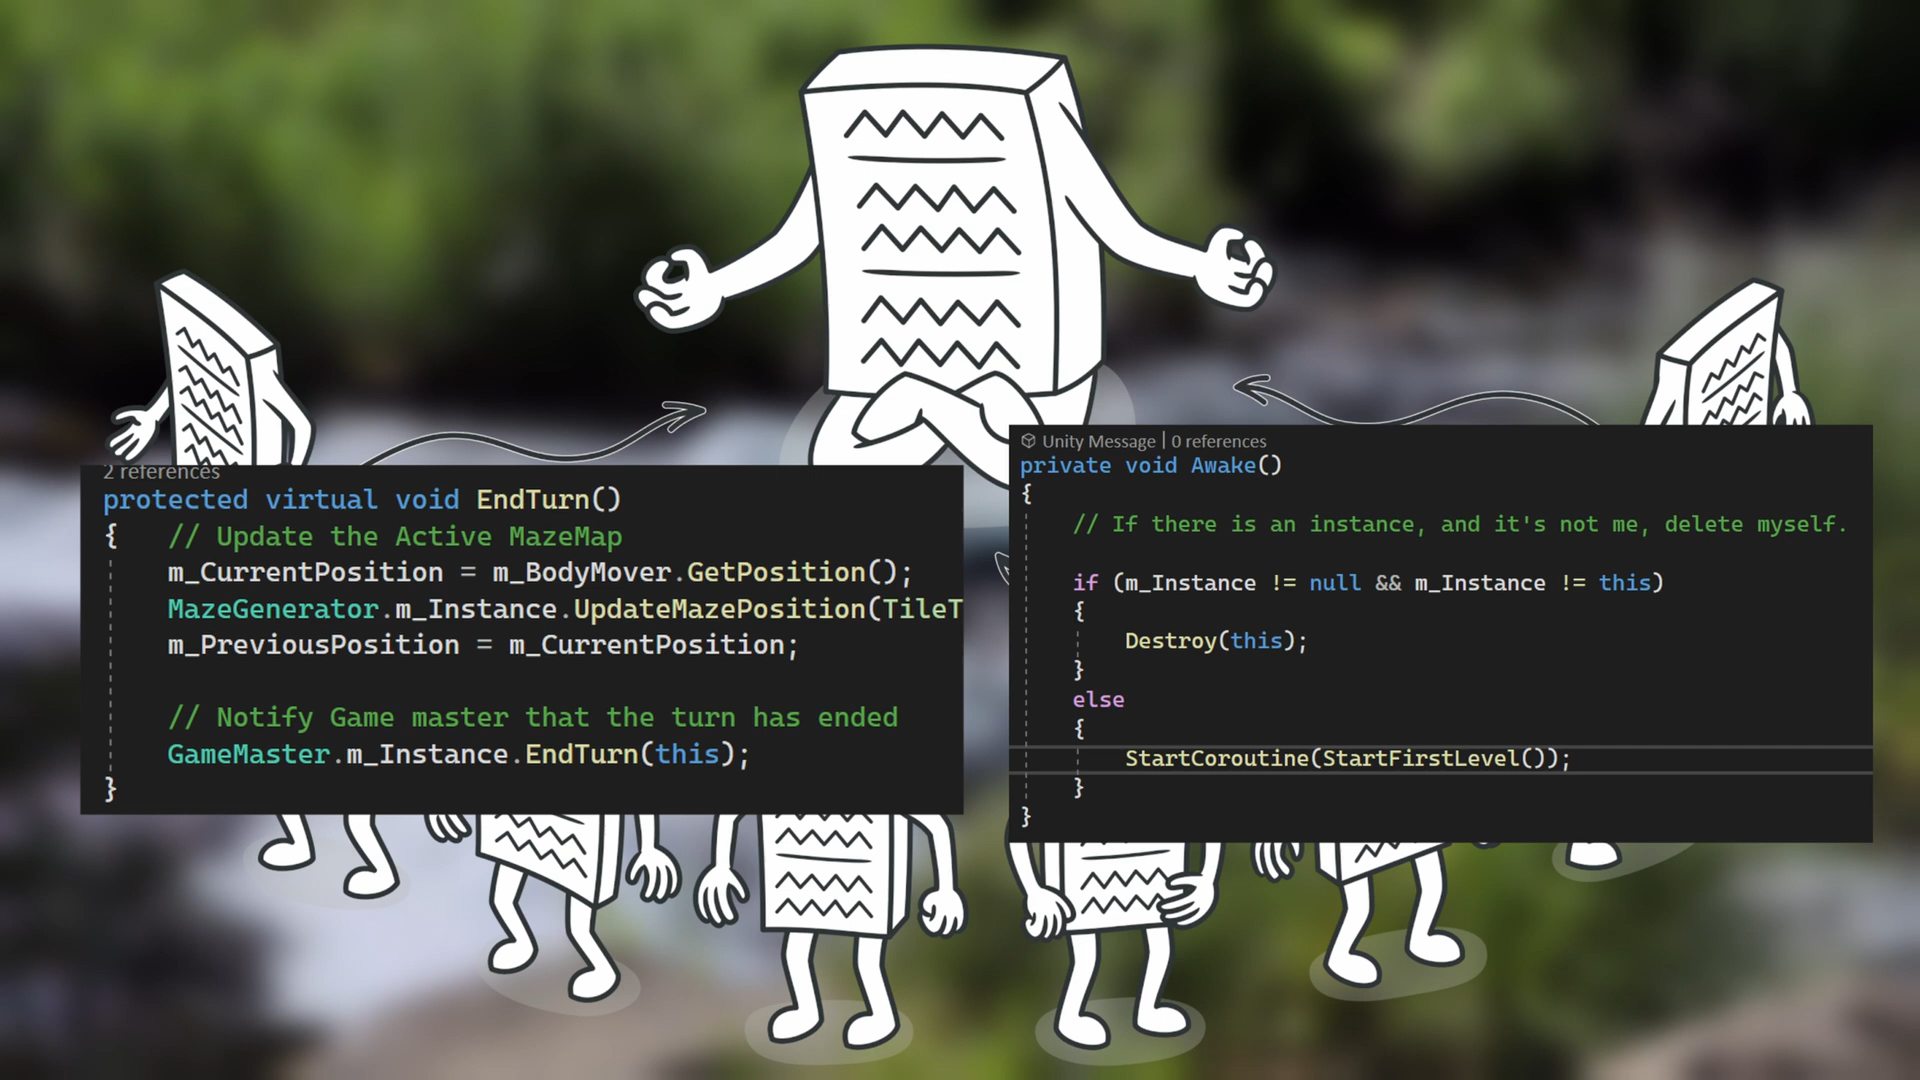 2 references
protected virtual void EndTurn()
{ // Update the Active MazeMap
m_CurrentPosition = m_BodyMover.GetPosition();
MazeGenerator.m_Instance.UpdateMazePosition(TileT
m_PreviousPosition = m_CurrentPosition;
// Notify Game master that the turn has ended
GameMaster.m_Instance.EndTurn(this);
}
Unity Message | 0 references
private void Awake()
{
// If there is an instance, and it's not me, delete myself.
if (m_Instance != null && m_Instance != this)
{
Destroy(this);
}
else
{
StartCoroutine(StartFirstLevel());
}
}